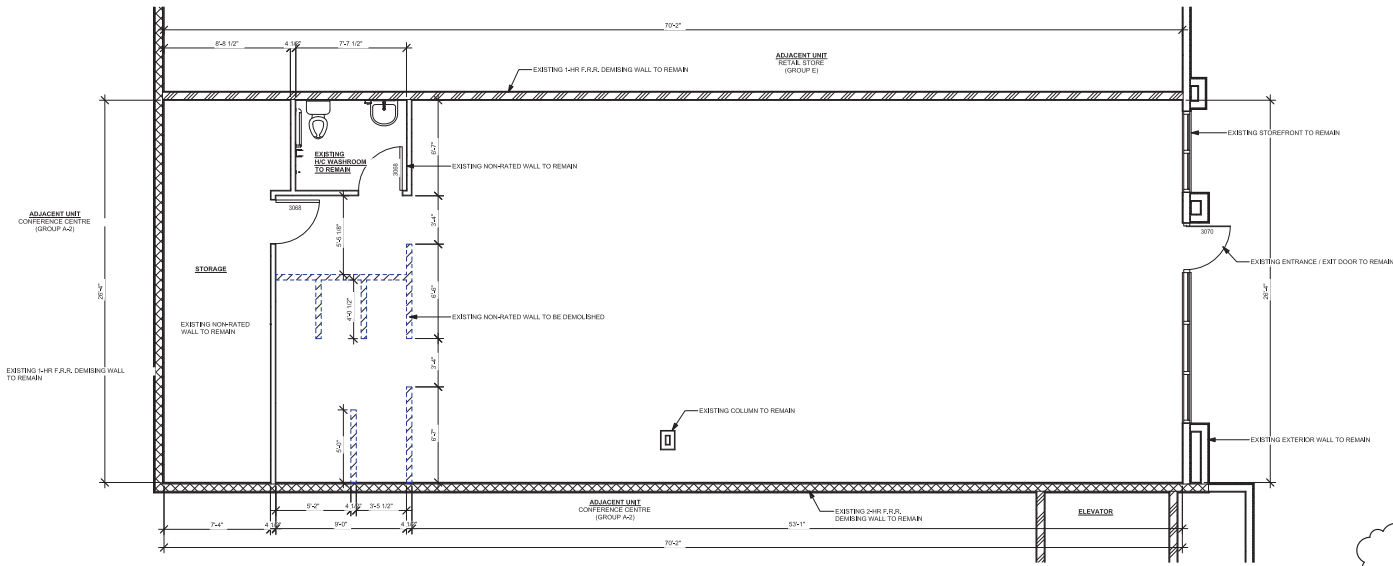 70'-2"
8'-8 1/2"
4 1/2"
7'-7 1/2"
ADJACENT UNIT
RETAIL STORE
(GROUP E)
EXISTING 1-HR F.R.R. DEMISING WALL TO REMAIN
EXISTING STOREFRONT TO REMAIN
EXISTING
H/C WASHROOM
TO REMAIN
3068
6'-7"
EXISTING NON-RATED WALL TO REMAIN
ADJACENT UNIT
CONFERENCE CENTRE
(GROUP A-2)
3068
5'-5 1/8"
3'-4"
3070
EXISTING ENTRANCE / EXIT DOOR TO REMAIN
STORAGE
26'-4"
4'-0 1/2"
6'-6"
26'-4"
EXISTING NON-RATED
WALL TO REMAIN
EXISTING NON-RATED WALL TO BE DEMOLISHED
3'-4"
EXISTING 1-HR F.R.R. DEMISING WALL
TO REMAIN
5'-0"
6'-7"
EXISTING COLUMN TO REMAIN
EXISTING EXTERIOR WALL TO REMAIN
5'-2"
4 1/2"
3'-5 1/2"
ADJACENT UNIT
CONFERENCE CENTRE
(GROUP A-2)
EXISTING 2-HR F.R.R.
DEMISING WALL TO REMAIN
ELEVATOR
7'-4"
4 1/2"
9'-0"
4 1/2"
53'-1"
70'-2"